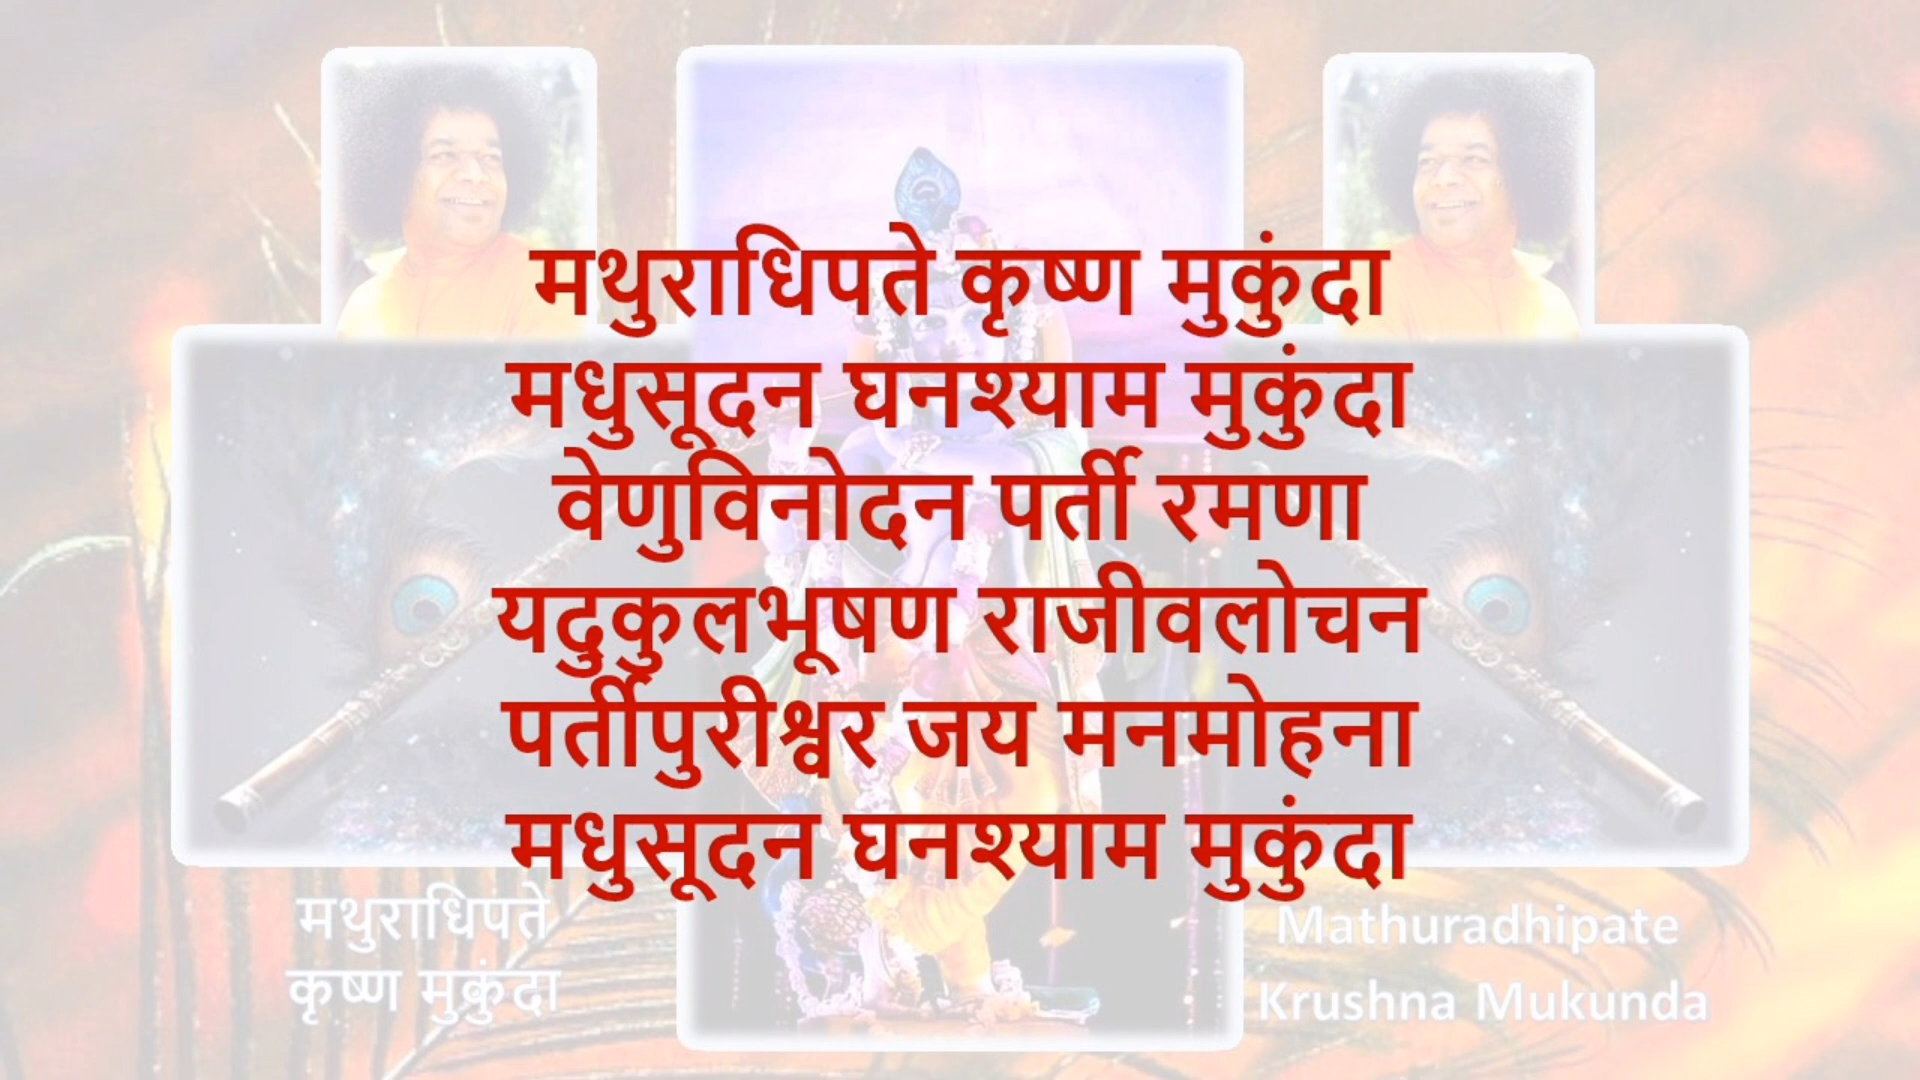 मथुराधिपते कृष्ण मुकुंदा
मधुसूदन घनश्याम मुकुंदा
वेणुविनोदन पर्ती रमणा
यदुकुलभूषण राजीवलोचन
पर्तीपुरीश्वर जय मनमोहना
मधुसूदन घनश्याम मुकुंदा
मथुराधिपते
कृष्ण मुकुंदा
Mathuradhipate
Krushna Mukunda